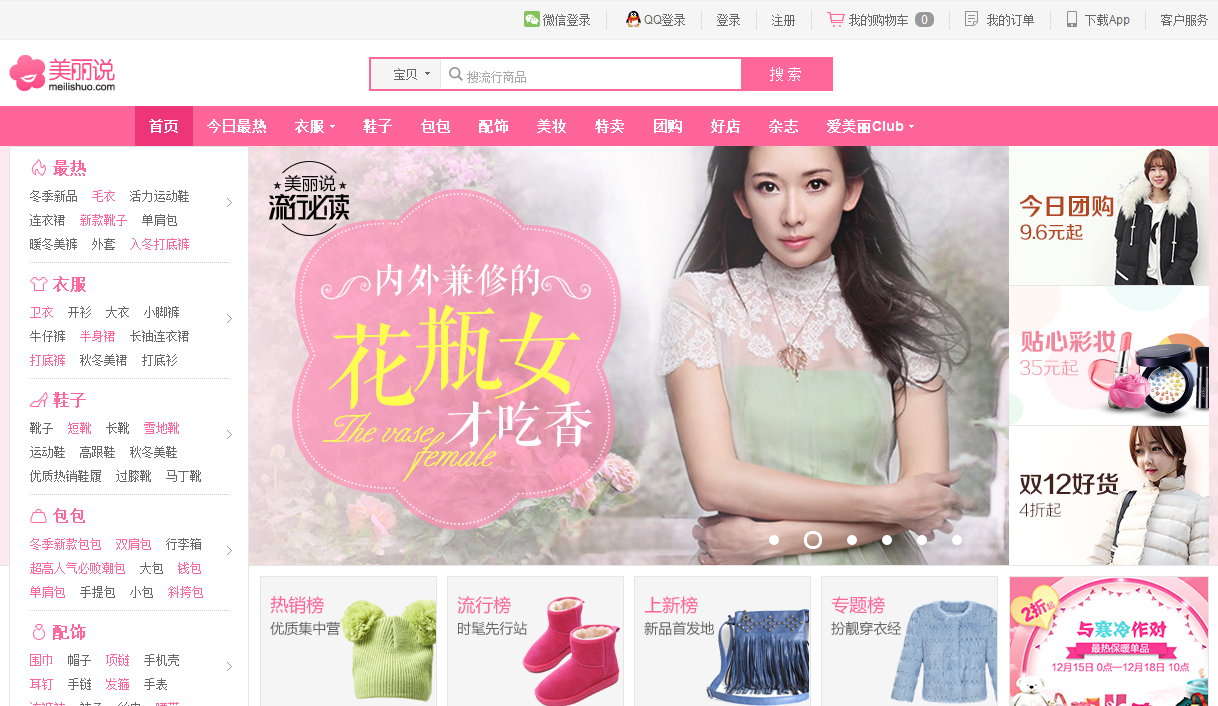 微信登录 QQ登录 登录 注册 我的购物车 0 我的订单 下载App 客户服务
美丽说
meilishuo.com
宝贝 搜流行商品 搜 索
首页 今日最热 衣服 鞋子 包包 配饰 美妆 特卖 团购 好店 杂志 爱美丽Club
最热
冬季新品 毛衣 活力运动鞋
连衣裙 新款靴子 单肩包
暖冬美裤 外套 入冬打底裤
衣服
卫衣 开衫 大衣 小脚裤
牛仔裤 半身裙 长袖连衣裙
打底裤 秋冬美裙 打底衫
鞋子
靴子 短靴 长靴 雪地靴
运动鞋 高跟鞋 秋冬美鞋
优质热销鞋履 过膝靴 马丁靴
包包
冬季新款包包 双肩包 行李箱
超高人气必败潮包 大包 钱包
单肩包 手提包 小包 斜挎包
配饰
围巾 帽子 项链 手机壳
耳钉 手链 发箍 手表
美丽说
流行必读
内外兼修的
花瓶女
才吃香
The vase
female
今日团购
9.6元起
贴心彩妆
35元起
双12好货
4折起
热销榜
优质集中营
流行榜
时髦先行站
上新榜
新品首发地
专题榜
扮靓穿衣经
2折起
与寒冷作对
最热保暖单品
12月15日 0点—12月18日 10点